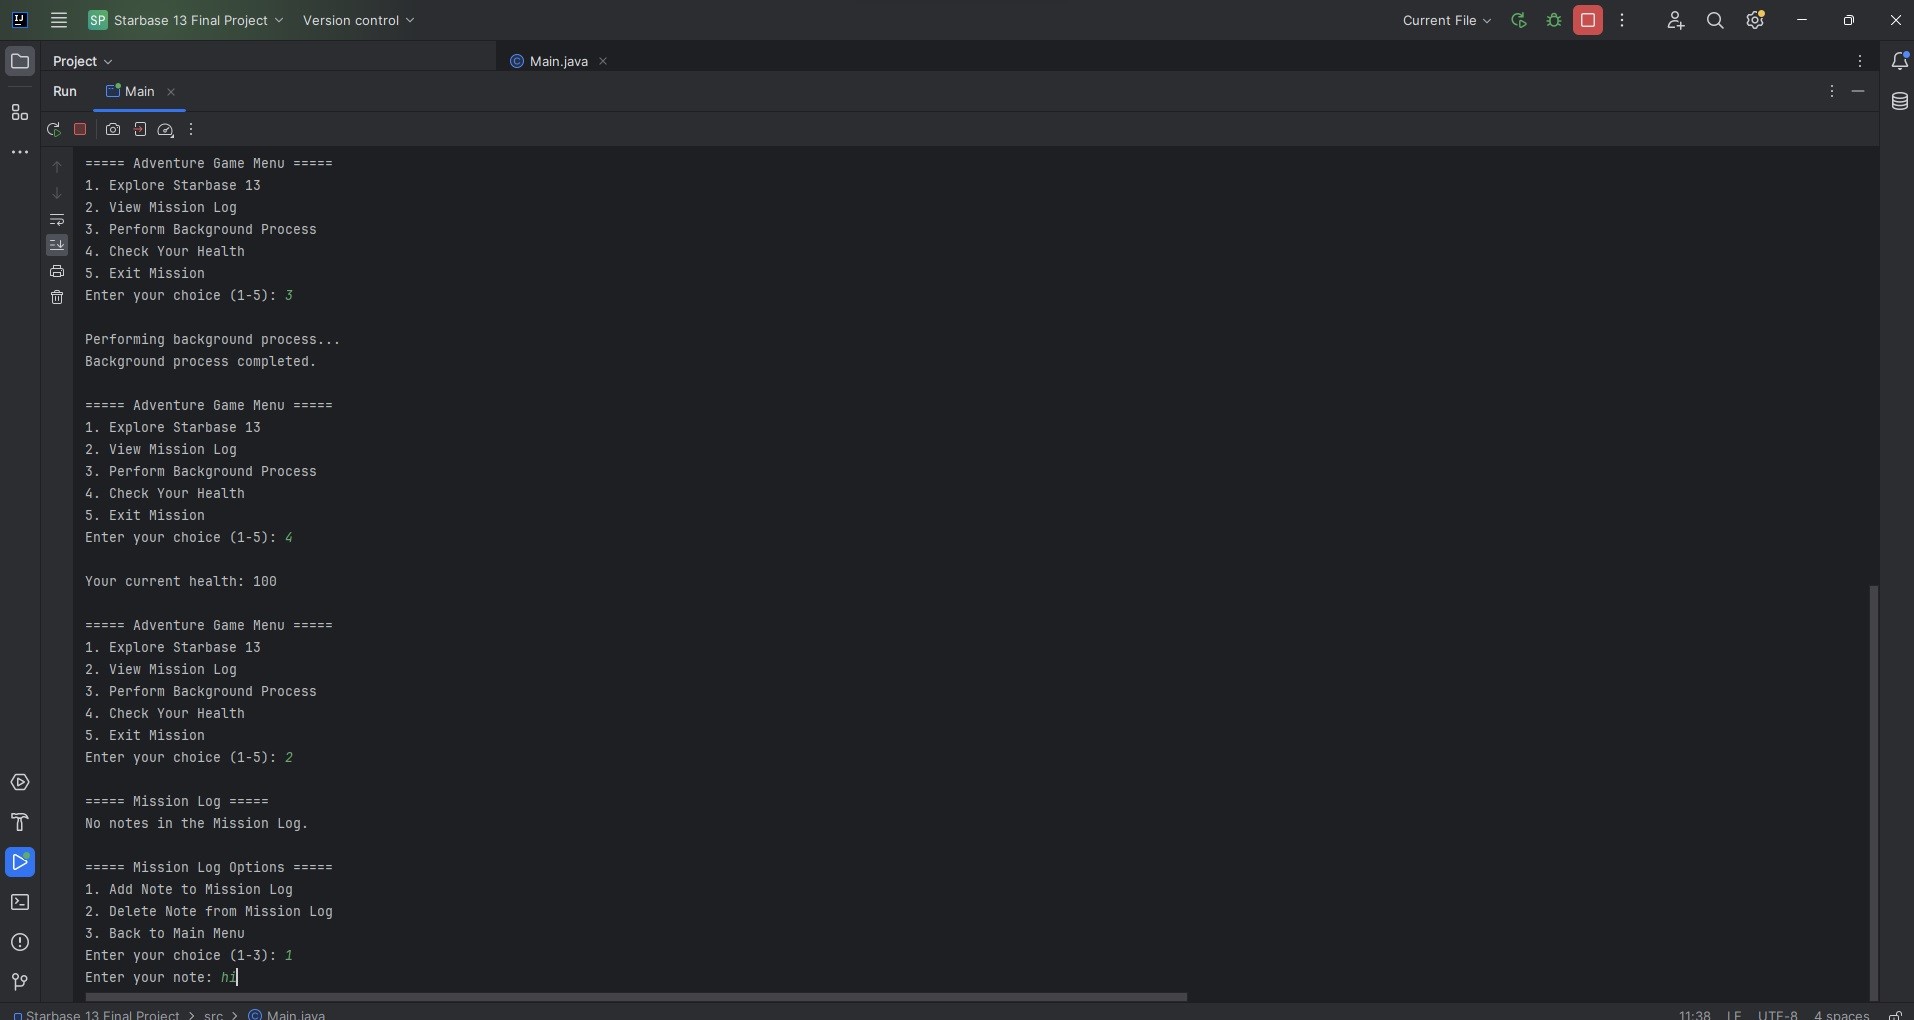 SP Starbase 13 Final Project Version control Current File
Project Main.java
Run Main
===== Adventure Game Menu =====
1. Explore Starbase 13
2. View Mission Log
3. Perform Background Process
4. Check Your Health
5. Exit Mission
Enter your choice (1-5): 3
Performing background process...
Background process completed.
===== Adventure Game Menu =====
1. Explore Starbase 13
2. View Mission Log
3. Perform Background Process
4. Check Your Health
5. Exit Mission
Enter your choice (1-5): 4
Your current health: 100
===== Adventure Game Menu =====
1. Explore Starbase 13
2. View Mission Log
3. Perform Background Process
4. Check Your Health
5. Exit Mission
Enter your choice (1-5): 2
===== Mission Log =====
No notes in the Mission Log.
===== Mission Log Options =====
1. Add Note to Mission Log
2. Delete Note from Mission Log
3. Back to Main Menu
Enter your choice (1-3): 1
Enter your note: hi
Starbase 13 Final Project > src > Main.java 11:38 LF UTF-8 4 spaces